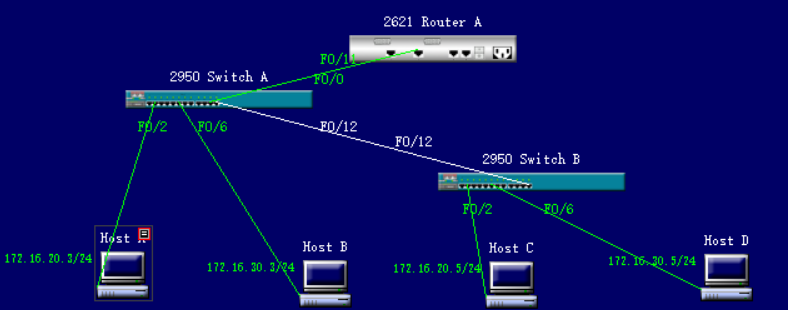 2621 Router A
F0/11
F0/0
2950 Switch A
F0/2
F0/6
F0/12
F0/12
2950 Switch B
F0/2
F0/6
Host A
172.16.20.3/24
Host B
172.16.30.3/24
Host C
172.16.20.5/24
Host D
172.16.30.5/24